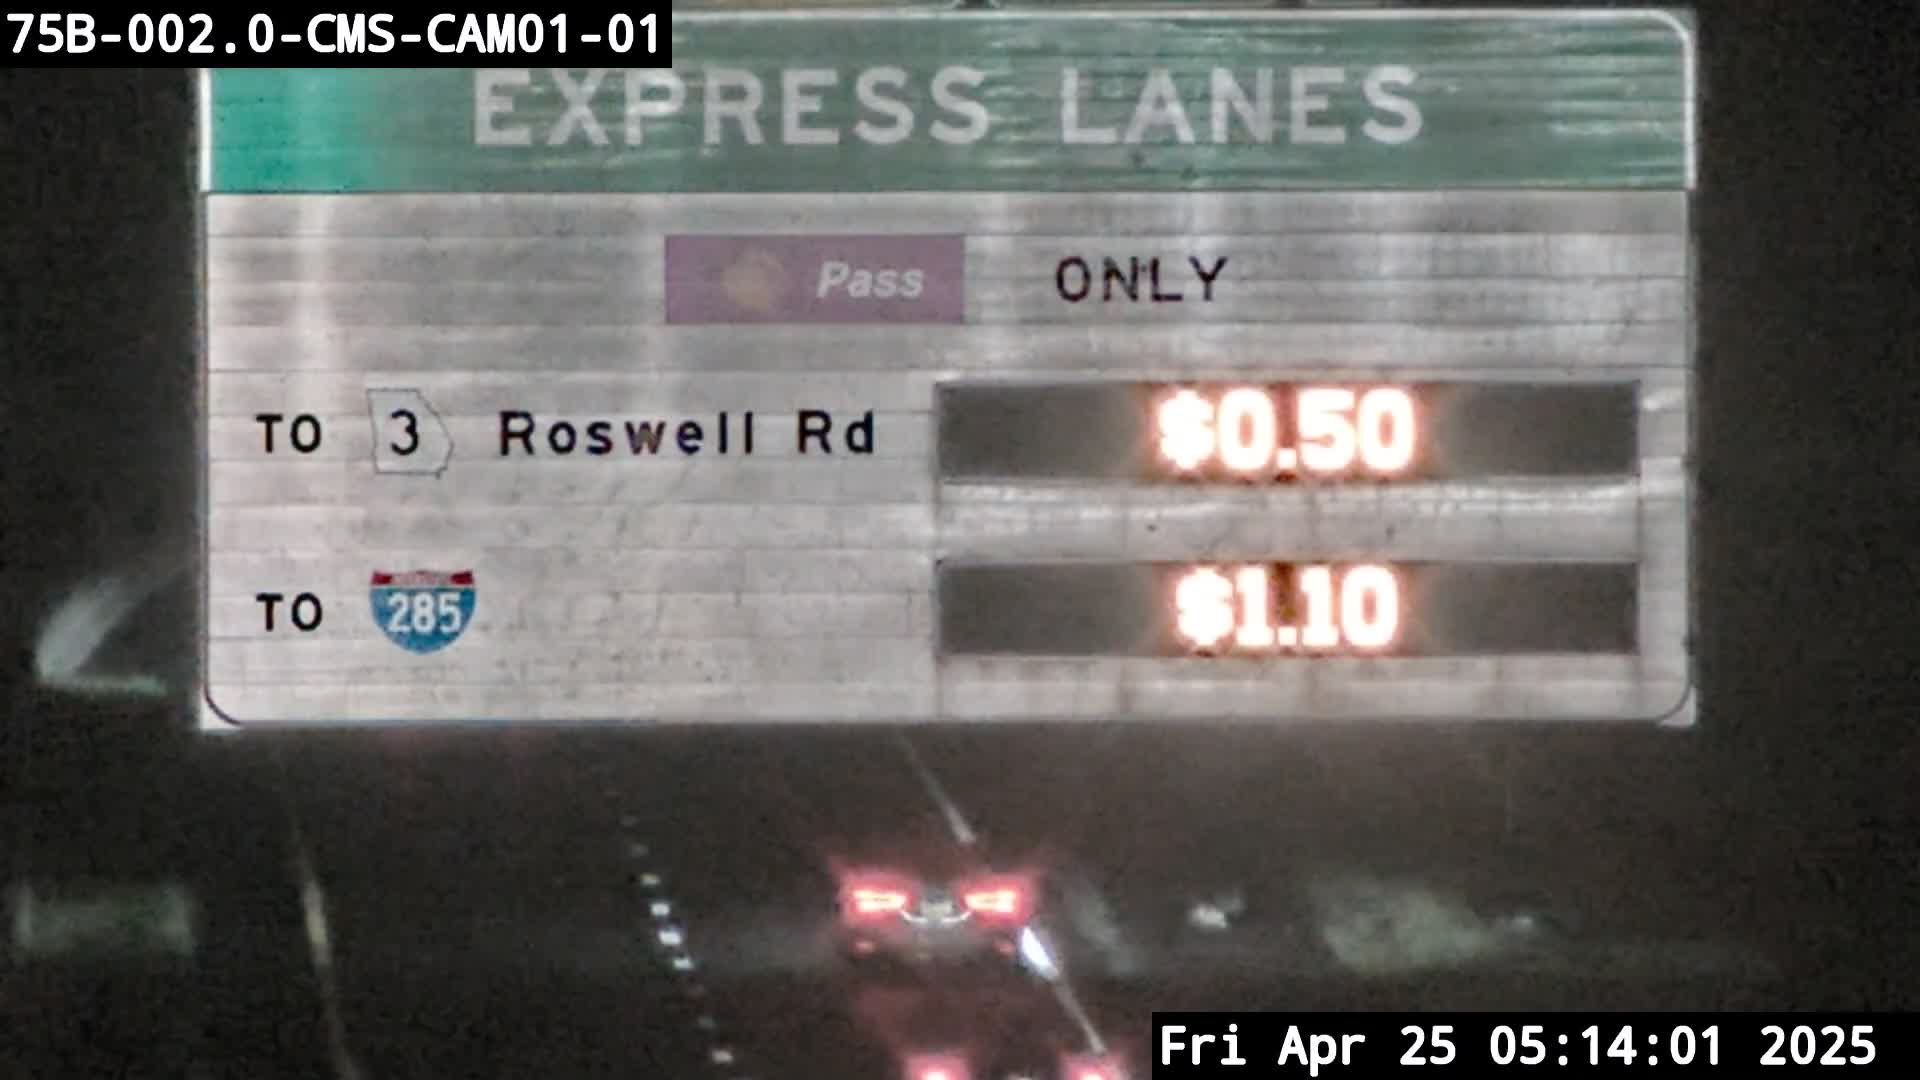 75B-002.0-CMS-CAM01-01
EXPRESS LANES
Pass ONLY
TO 3 Roswell Rd $0.50
TO 285 $1.10
Fri Apr 25 05:14:01 2025